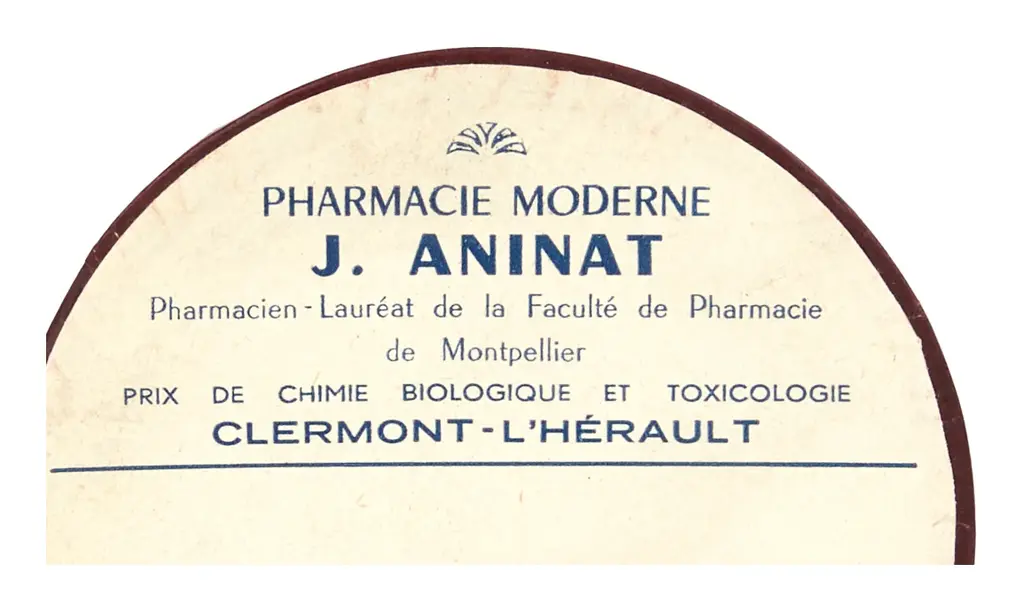 PHARMACIE MODERNE
J. ANINAT
Pharmacien - Lauréat de la Faculté de Pharmacie
de Montpellier
PRIX DE CHIMIE BIOLOGIQUE ET TOXICOLOGIE
CLERMONT - L'HÉRAULT